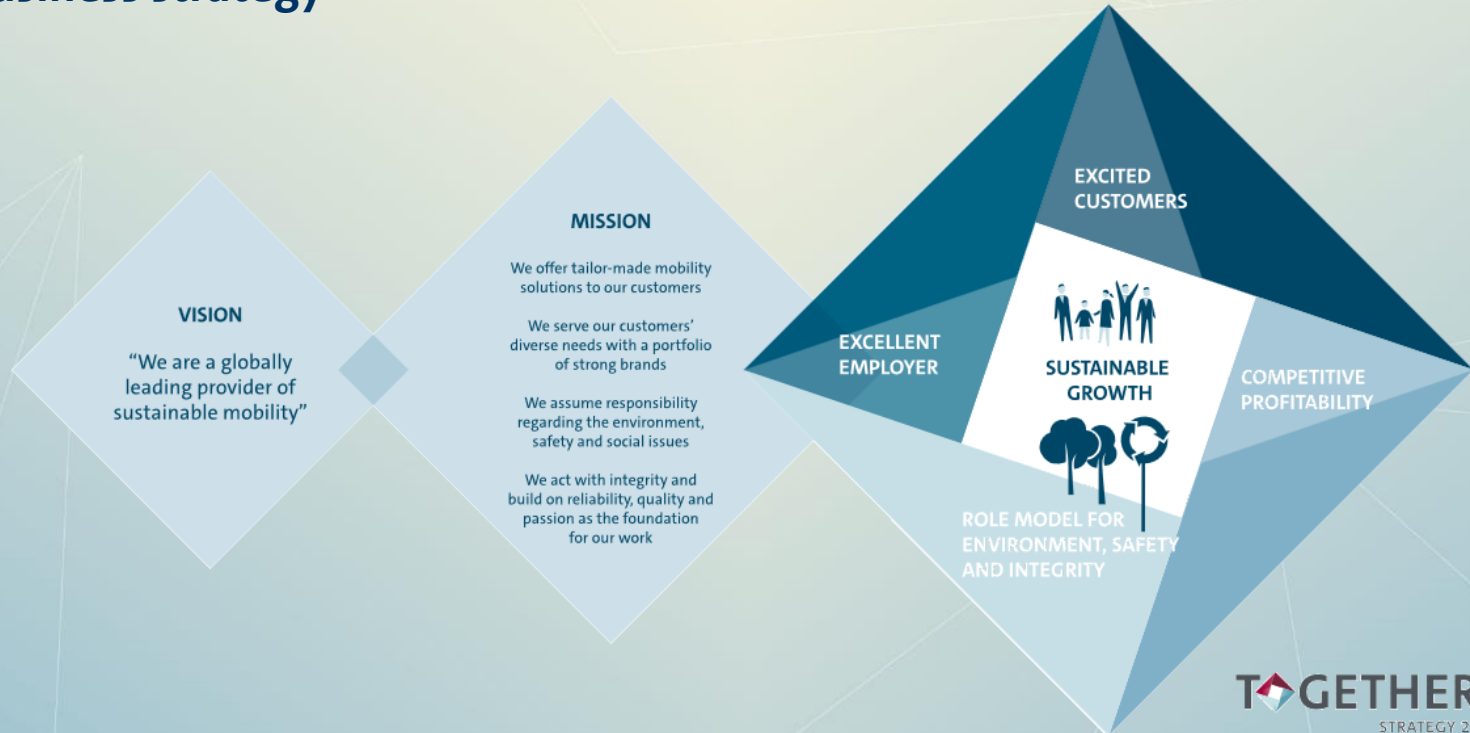 Business strategy
VISION
“We are a globally
leading provider of
sustainable mobility”
MISSION
We offer tailor-made mobility
solutions to our customers
We serve our customers’
diverse needs with a portfolio
of strong brands
We assume responsibility
regarding the environment,
safety and social issues
We act with integrity and
build on reliability, quality and
passion as the foundation
for our work
EXCITED
CUSTOMERS
EXCELLENT
EMPLOYER
SUSTAINABLE
GROWTH
COMPETITIVE
PROFITABILITY
ROLE MODEL FOR
ENVIRONMENT, SAFETY
AND INTEGRITY
TOGETHER
STRATEGY 2